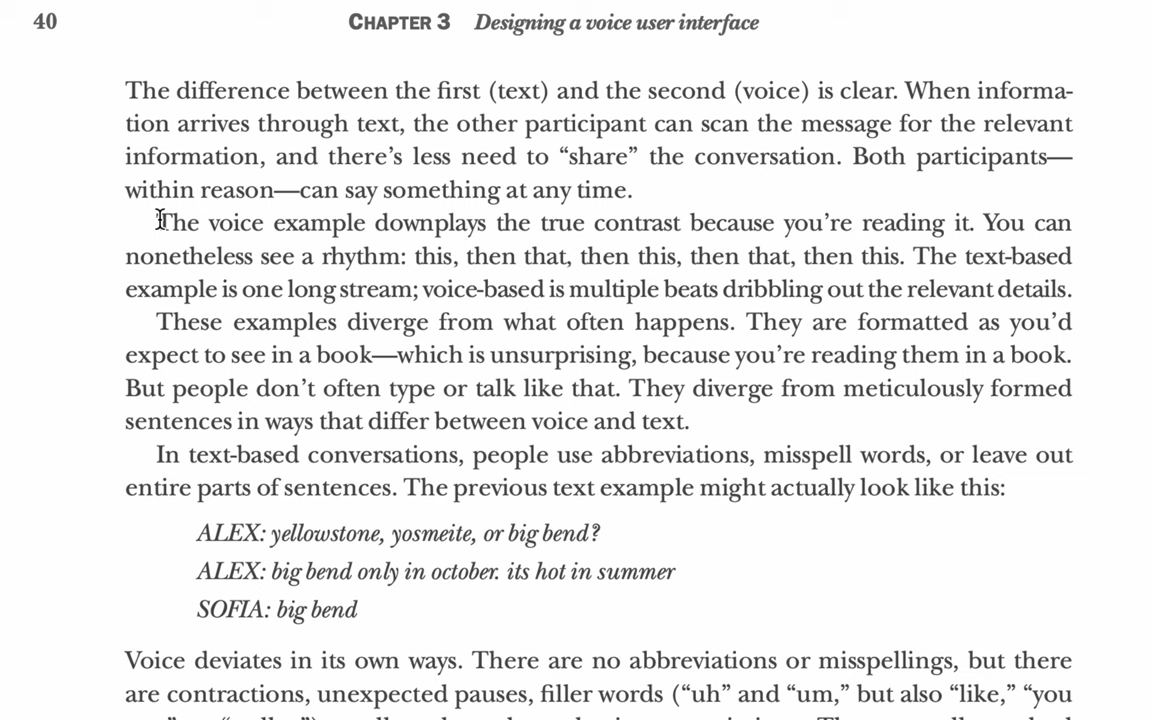 40 CHAPTER 3 Designing a voice user interface
The difference between the first (text) and the second (voice) is clear. When informa-
tion arrives through text, the other participant can scan the message for the relevant
information, and there’s less need to “share” the conversation. Both participants—
within reason—can say something at any time.
The voice example downplays the true contrast because you’re reading it. You can
nonetheless see a rhythm: this, then that, then this, then that, then this. The text-based
example is one long stream; voice-based is multiple beats dribbling out the relevant details.
These examples diverge from what often happens. They are formatted as you’d
expect to see in a book—which is unsurprising, because you’re reading them in a book.
But people don’t often type or talk like that. They diverge from meticulously formed
sentences in ways that differ between voice and text.
In text-based conversations, people use abbreviations, misspell words, or leave out
entire parts of sentences. The previous text example might actually look like this:
ALEX: yellowstone, yosmeite, or big bend?
ALEX: big bend only in october. its hot in summer
SOFIA: big bend
Voice deviates in its own ways. There are no abbreviations or misspellings, but there
are contractions, unexpected pauses, filler words (“uh” and “um,” but also “like,” “you